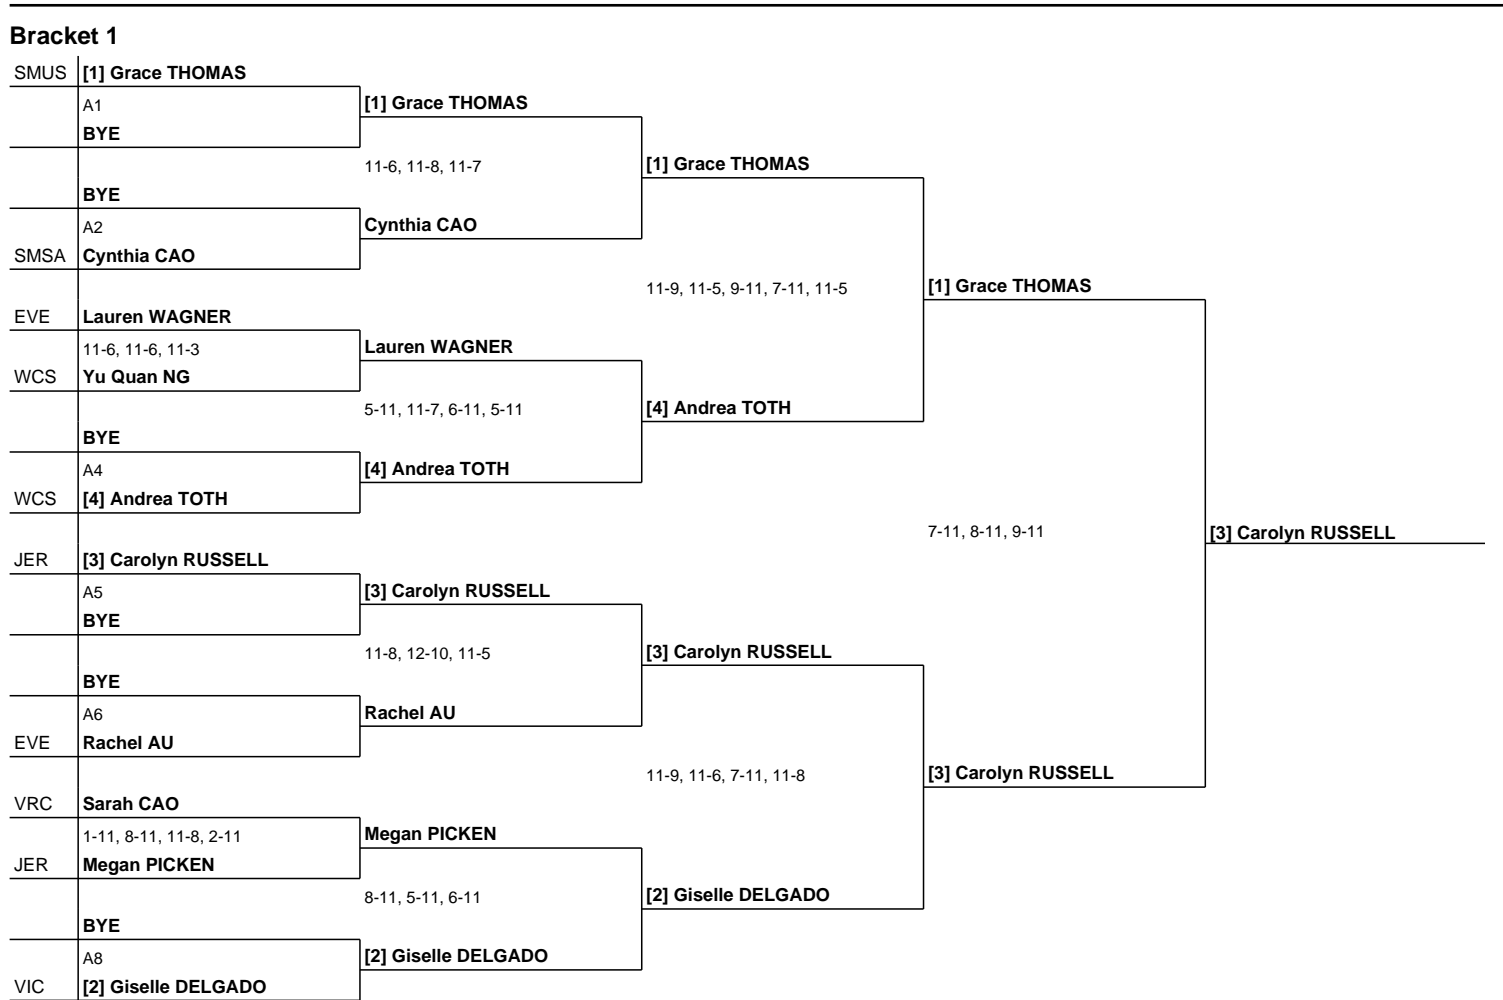 Bracket 1
SMUS [1] Grace THOMAS
A1 [1] Grace THOMAS
BYE
11-6, 11-8, 11-7 [1] Grace THOMAS
BYE
A2 Cynthia CAO
SMSA Cynthia CAO
11-9, 11-5, 9-11, 7-11, 11-5 [1] Grace THOMAS
EVE Lauren WAGNER
11-6, 11-6, 11-3 Lauren WAGNER
WCS Yu Quan NG
5-11, 11-7, 6-11, 5-11 [4] Andrea TOTH
BYE
A4 [4] Andrea TOTH
WCS [4] Andrea TOTH
7-11, 8-11, 9-11 [3] Carolyn RUSSELL
JER [3] Carolyn RUSSELL
A5 [3] Carolyn RUSSELL
BYE
11-8, 12-10, 11-5 [3] Carolyn RUSSELL
BYE
A6 Rachel AU
EVE Rachel AU
11-9, 11-6, 7-11, 11-8 [3] Carolyn RUSSELL
VRC Sarah CAO
1-11, 8-11, 11-8, 2-11 Megan PICKEN
JER Megan PICKEN
8-11, 5-11, 6-11 [2] Giselle DELGADO
BYE
A8 [2] Giselle DELGADO
VIC [2] Giselle DELGADO